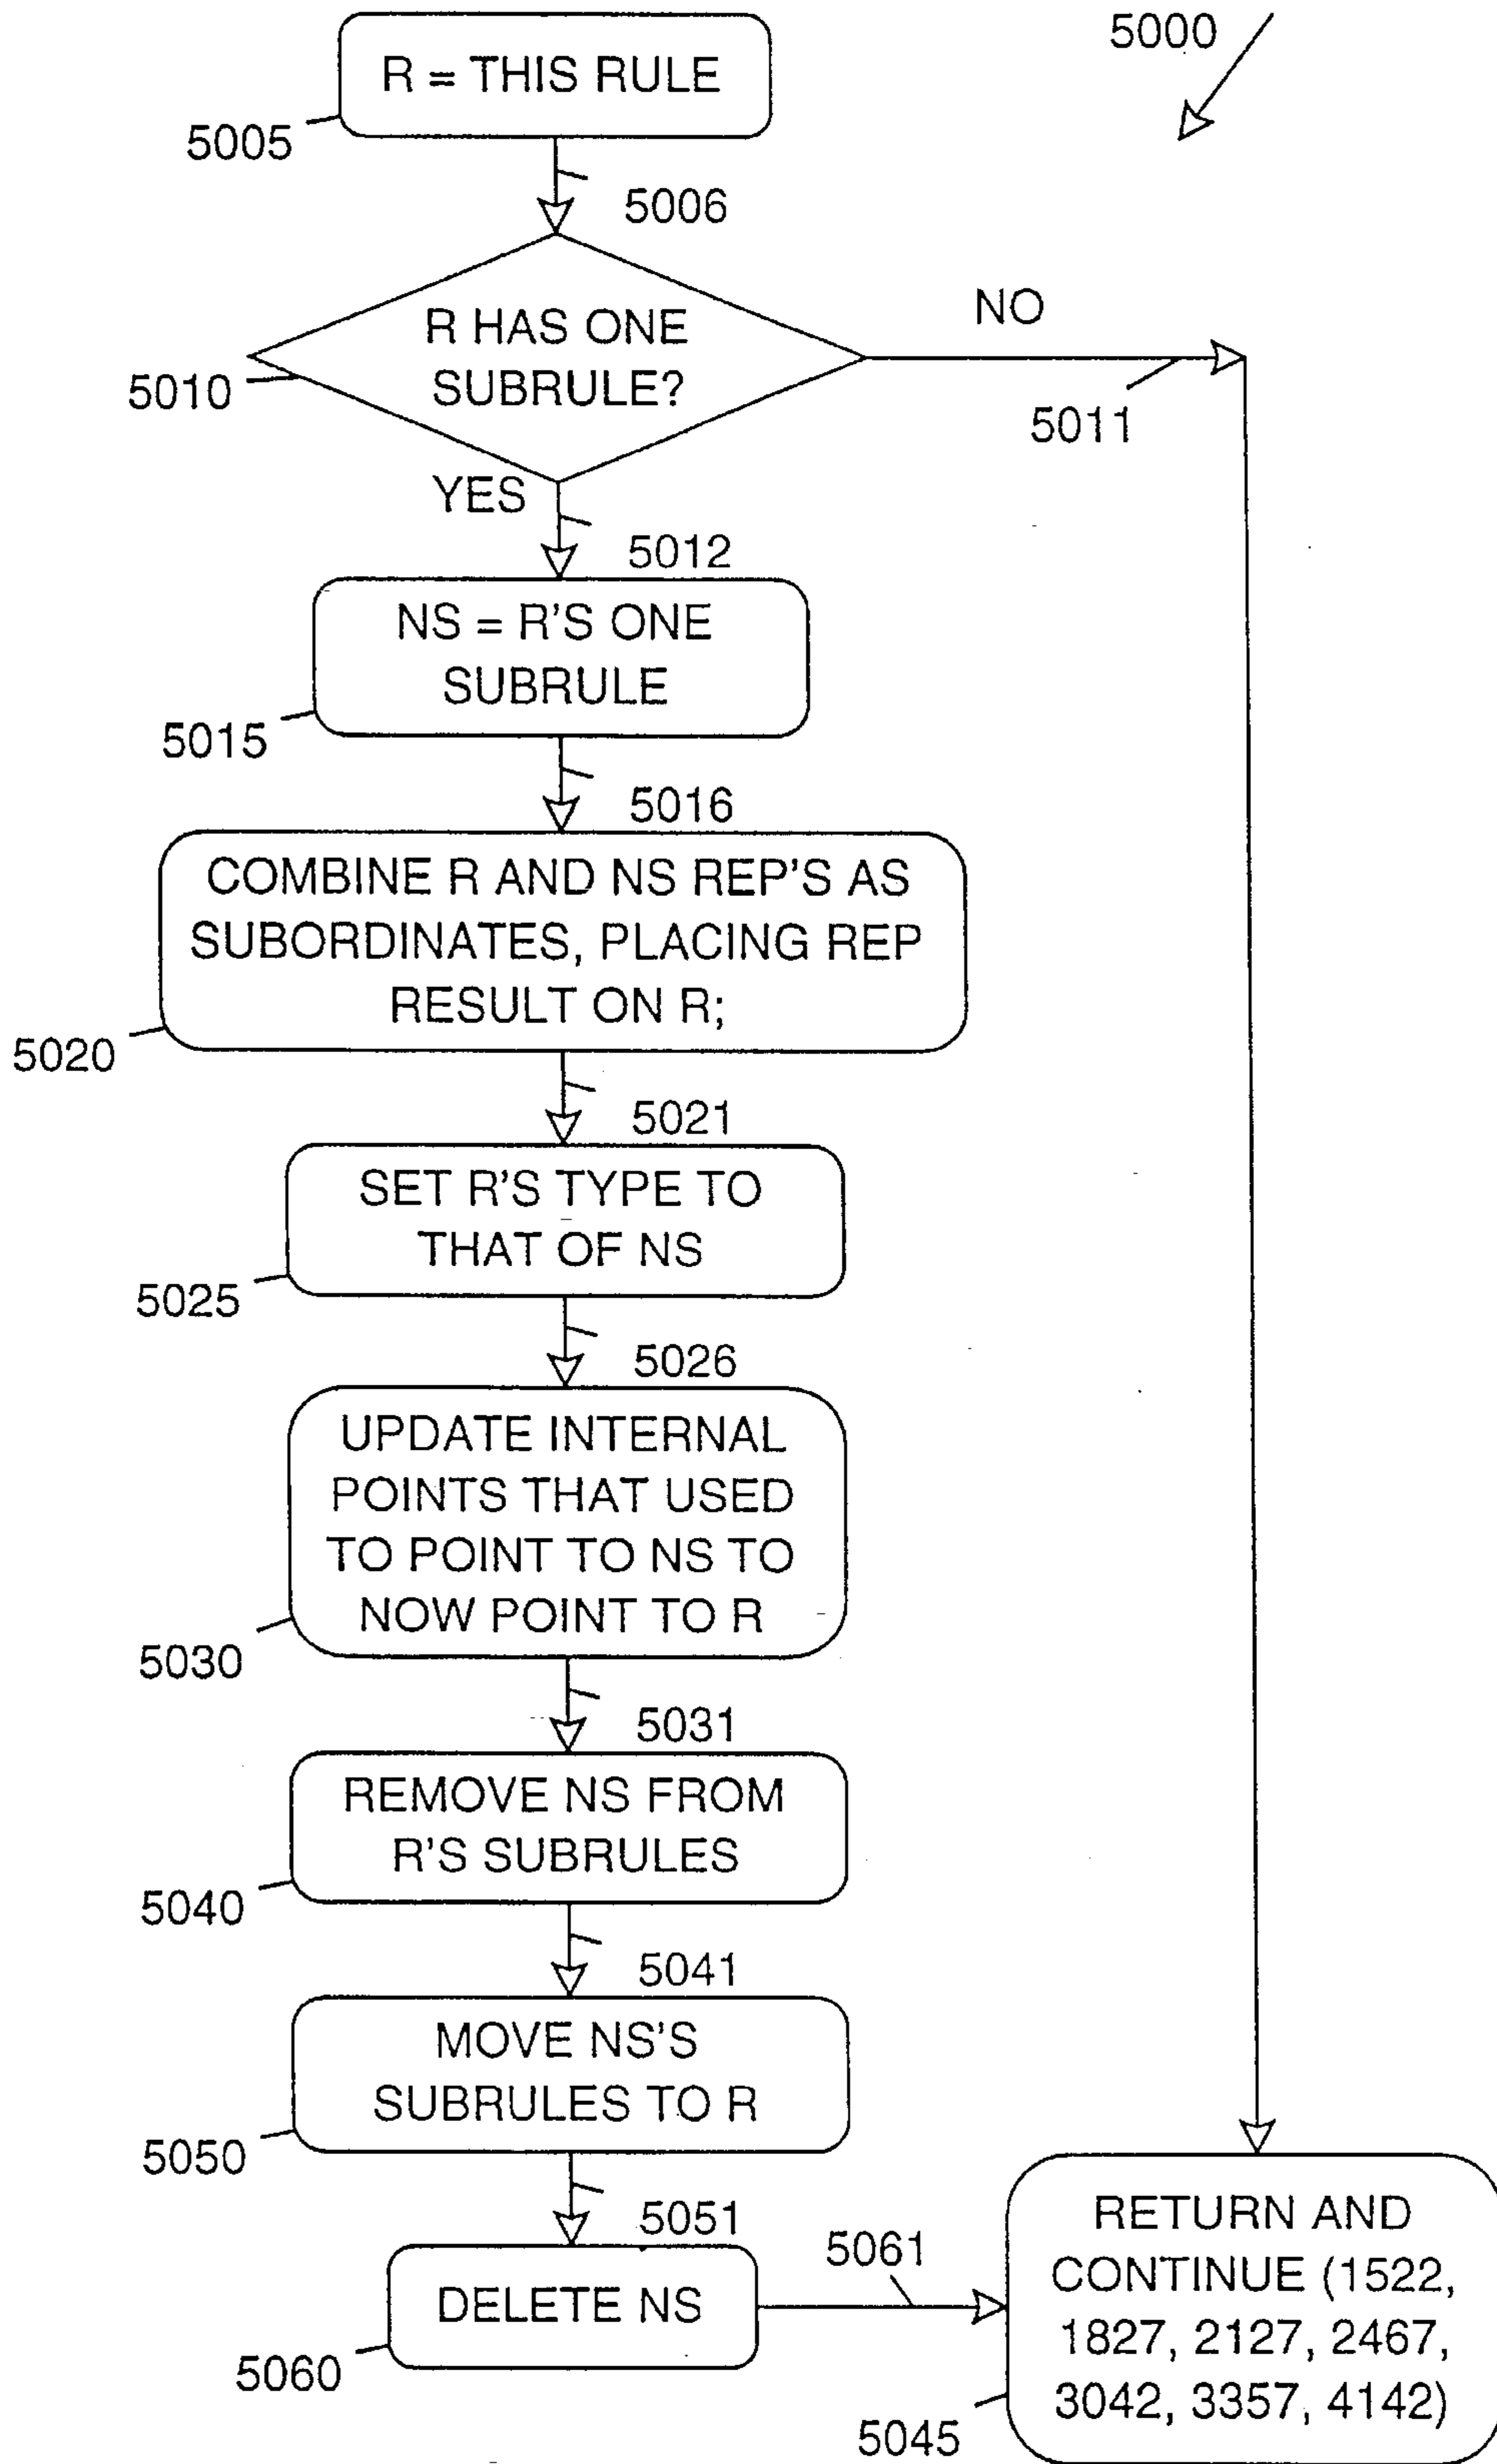 5000
R = THIS RULE
5005
5006
R HAS ONE
SUBRULE?
5010
NO
5011
YES
5012
NS = R'S ONE
SUBRULE
5015
5016
COMBINE R AND NS REP'S AS
SUBORDINATES, PLACING REP
RESULT ON R;
5020
5021
SET R'S TYPE TO
THAT OF NS
5025
5026
UPDATE INTERNAL
POINTS THAT USED
TO POINT TO NS TO
NOW POINT TO R
5030
5031
REMOVE NS FROM
R'S SUBRULES
5040
5041
MOVE NS'S
SUBRULES TO R
5050
5051
DELETE NS
5060
5061
RETURN AND
CONTINUE (1522,
1827, 2127, 2467,
3042, 3357, 4142)
5045